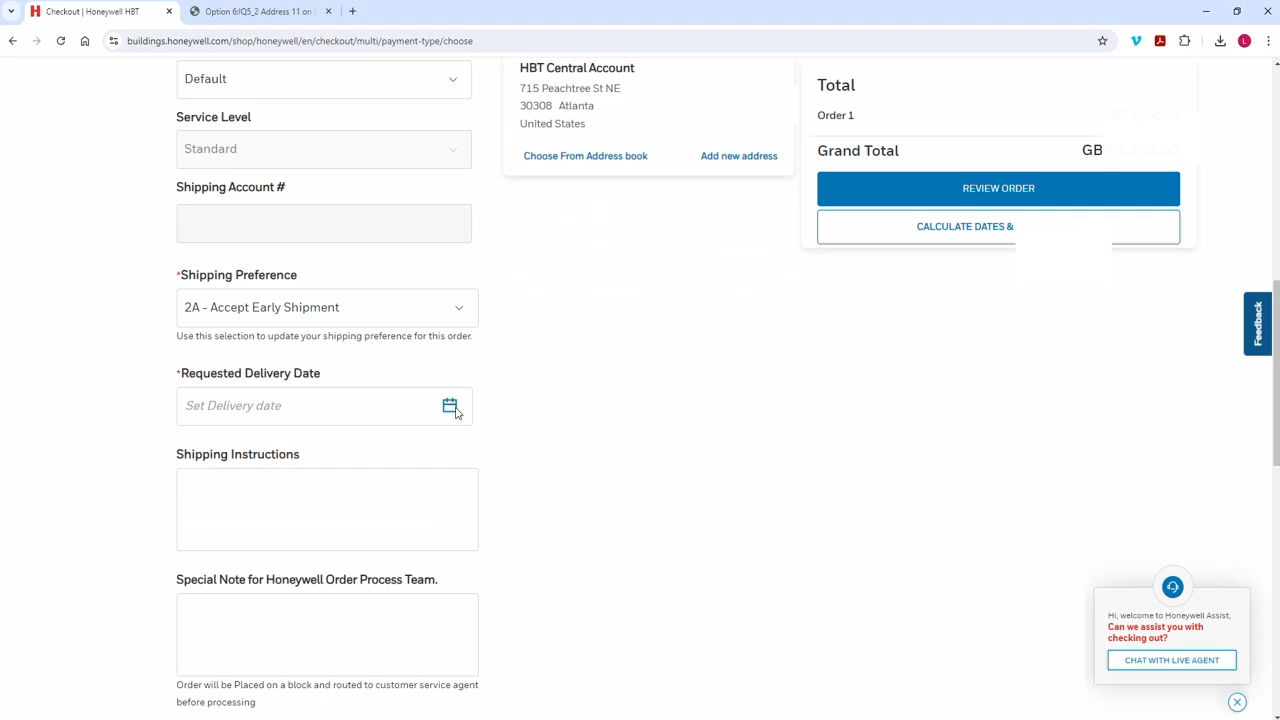 Checkout | Honeywell HBT
Option 6:IQ5_2 Address 11 on
buildings.honeywell.com/shop/honeywell/en/checkout/multi/payment-type/choose
L
Default
Service Level
Standard
Shipping Account #
*Shipping Preference
2A - Accept Early Shipment
Use this selection to update your shipping preference for this order.
*Requested Delivery Date
Set Delivery date
Shipping Instructions
Special Note for Honeywell Order Process Team.
Order will be Placed on a block and routed to customer service agent
before processing
HBT Central Account
715 Peachtree St NE
30308 Atlanta
United States
Choose From Address book
Add new address
Total
Order 1
Grand Total
GB
REVIEW ORDER
CALCULATE DATES &
Feedback
Hi, welcome to Honeywell Assist,
Can we assist you with
checking out?
CHAT WITH LIVE AGENT